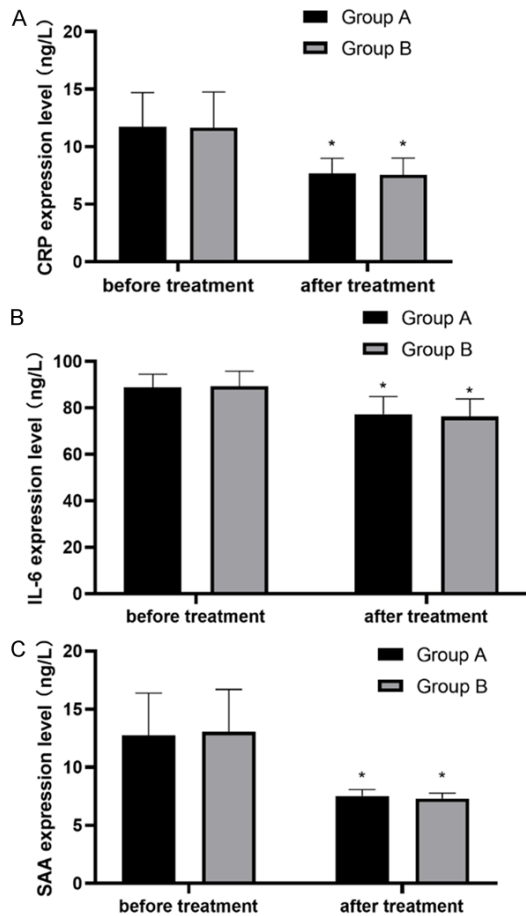 A
Group A
Group B
CRP expression level (ng/L)
20
15
10
5
0
* *
before treatment after treatment
B
Group A
Group B
IL-6 expression level (ng/L)
100
80
60
40
20
0
* *
before treatment after treatment
C
Group A
Group B
SAA expression level (ng/L)
20
15
10
5
0
* *
before treatment after treatment